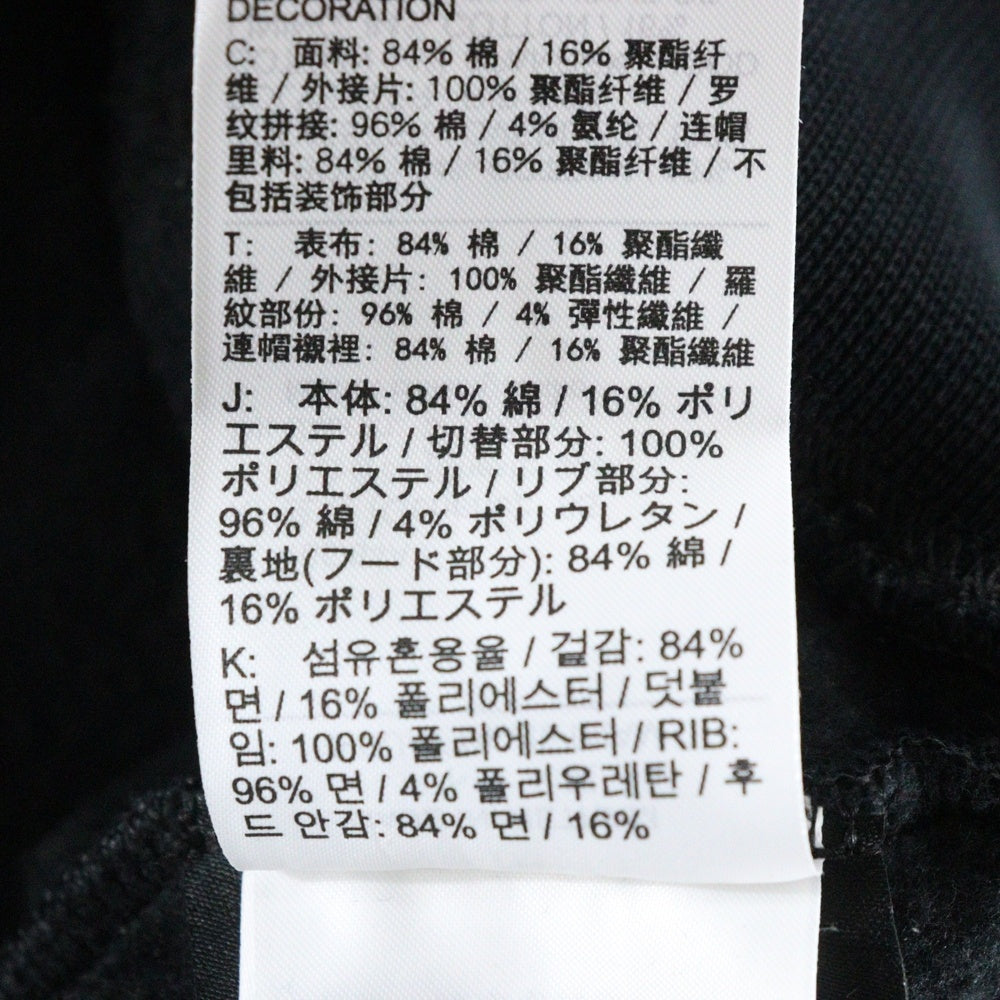 DECORATION
C: 面料: 84% 棉 / 16% 聚酯纤
维 / 外接片: 100% 聚酯纤维 / 罗
纹拼接: 96% 棉 / 4% 氨纶 / 连帽
里料: 84% 棉 / 16% 聚酯纤维 / 不
包括装饰部分
T: 表布: 84% 棉 / 16% 聚酯纖
維 / 外接片: 100% 聚酯纖維 / 羅
紋部份: 96% 棉 / 4% 彈性纖維 /
連帽襯裡: 84% 棉 / 16% 聚酯纖維
J: 本体: 84% 綿 / 16% ポリ
エステル / 切替部分: 100%
ポリエステル / リブ部分:
96% 綿 / 4% ポリウレタン /
裏地(フード部分): 84% 綿 /
16% ポリエステル
K: 섬유혼용율 / 겉감: 84%
면 / 16% 폴리에스터 / 덧붙
임: 100% 폴리에스터 / RIB:
96% 면 / 4% 폴리우레탄 / 후
드 안감: 84% 면 / 16%